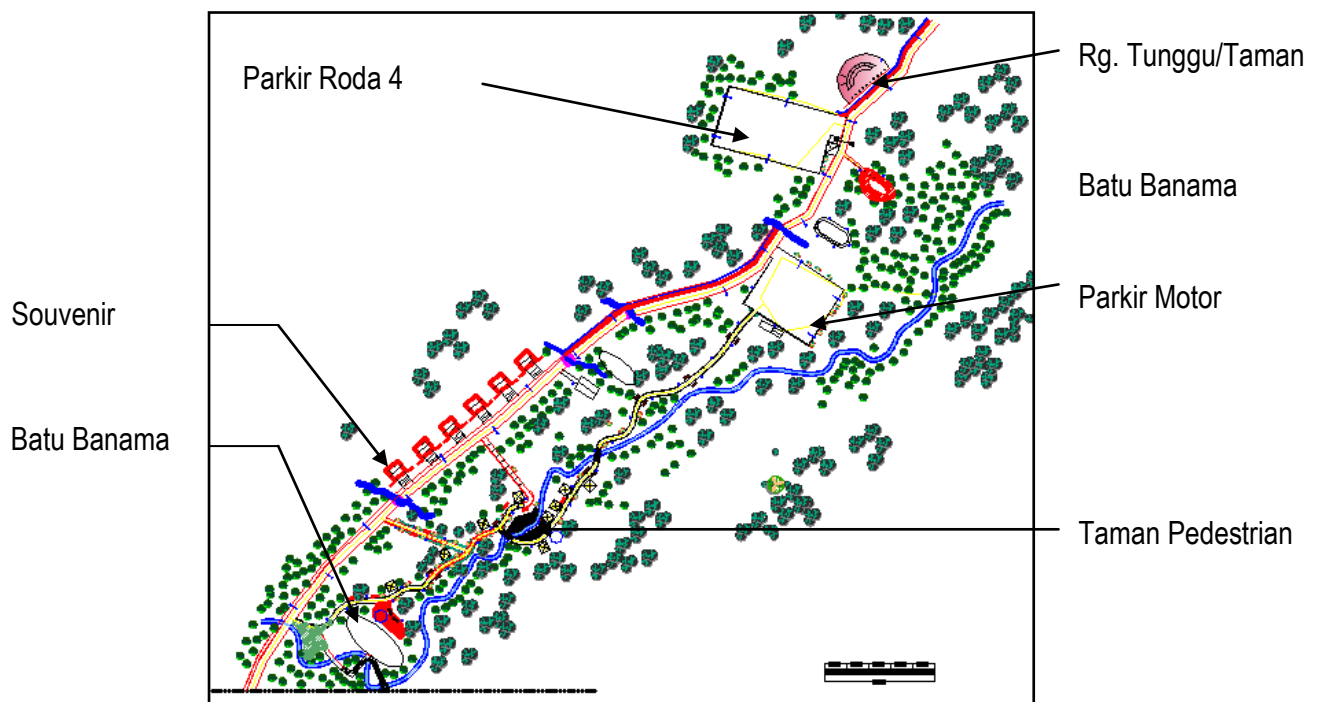 Parkir Roda 4
Rg. Tunggu/Taman
Batu Banama
Parkir Motor
Souvenir
Batu Banama
Taman Pedestrian